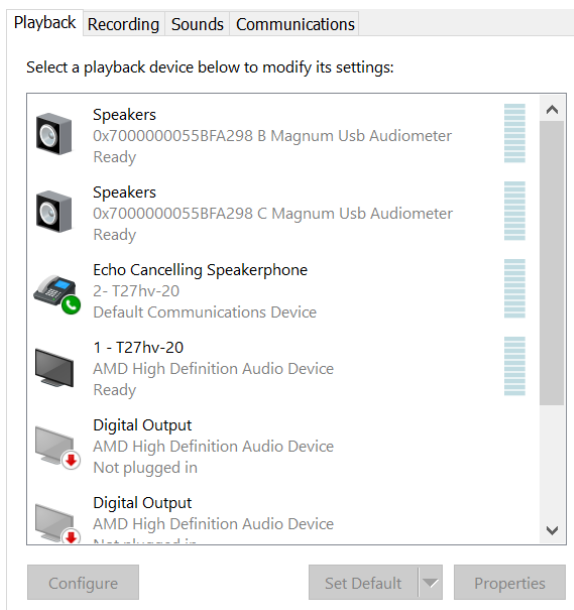 Playback Recording Sounds Communications
Select a playback device below to modify its settings:
Speakers
0x7000000055BFA298 B Magnum Usb Audiometer
Ready
Speakers
0x7000000055BFA298 C Magnum Usb Audiometer
Ready
Echo Cancelling Speakerphone
2- T27hv-20
Default Communications Device
1 - T27hv-20
AMD High Definition Audio Device
Ready
Digital Output
AMD High Definition Audio Device
Not plugged in
Digital Output
AMD High Definition Audio Device
Not plugged in
Configure Set Default Properties